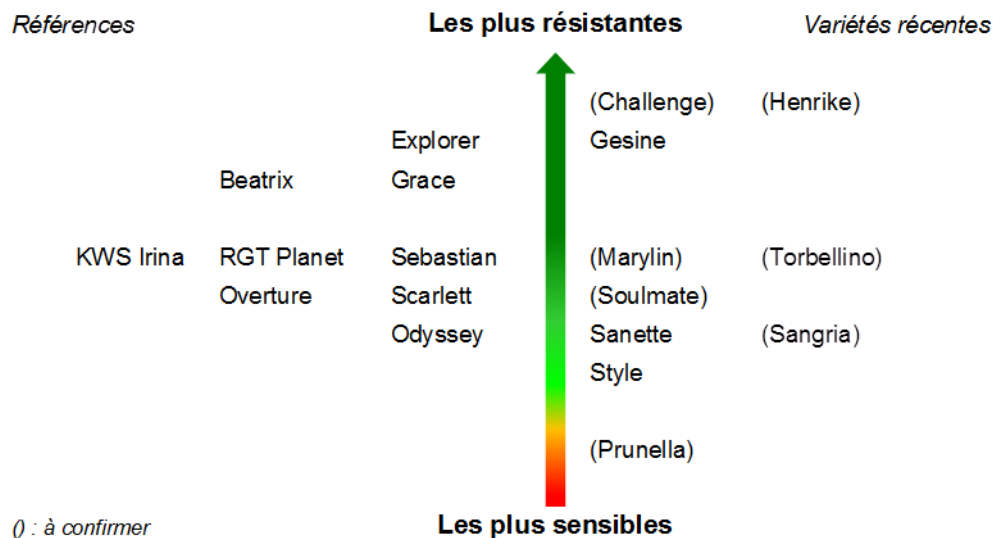 Références Les plus résistantes Variétés récentes
(Challenge) (Henrike)
Explorer Gesine
Beatrix Grace
KWS Irina RGT Planet Sebastian (Marylin) (Torbellino)
Overture Scarlett (Soulmate)
Odyssey Sanette (Sangria)
Style
(Prunella)
() : à confirmer Les plus sensibles